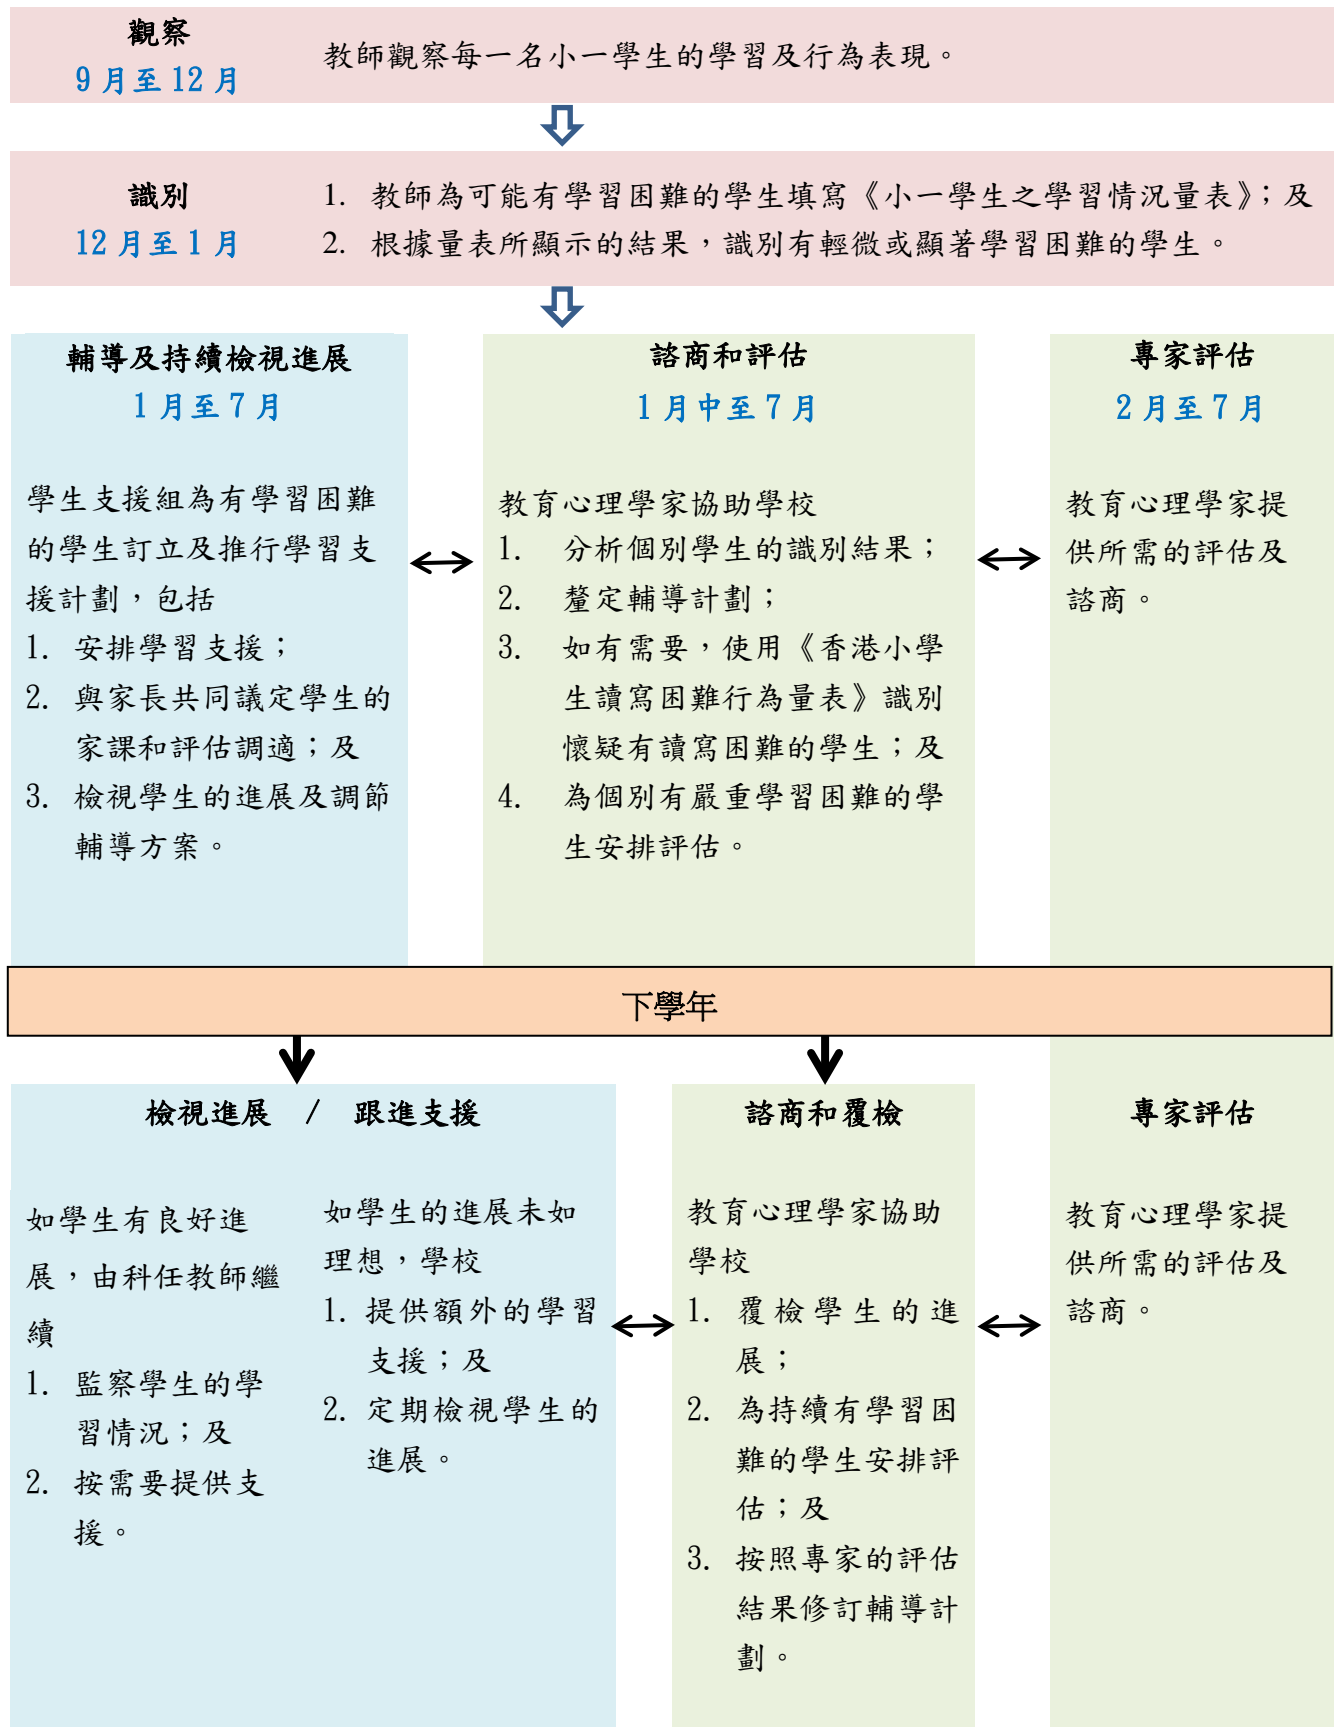 觀察
9 月至 12 月
教師觀察每一名小一學生的學習及行為表現。
識別
12 月至 1 月
1. 教師為可能有學習困難的學生填寫《小一學生之學習情況量表》;及
2. 根據量表所顯示的結果，識別有輕微或顯著學習困難的學生。
輔導及持續檢視進展
1 月至 7 月
學生支援組為有學習困難
的學生訂立及推行學習支
援計劃，包括
1. 安排學習支援；
2. 與家長共同議定學生的
家課和評估調適；及
3. 檢視學生的進展及調節
輔導方案。
諮商和評估
1 月中至 7 月
教育心理學家協助學校
1. 分析個別學生的識別結果；
2. 釐定輔導計劃；
3. 如有需要，使用《香港小學
生讀寫困難行為量表》識別
懷疑有讀寫困難的學生；及
4. 為個別有嚴重學習困難的學
生安排評估。
專家評估
2 月至 7 月
教育心理學家提
供所需的評估及
諮商。
下學年
檢視進展 / 跟進支援
如學生有良好進
展，由科任教師繼
續
1. 監察學生的學
習情況；及
2. 按需要提供支
援。
如學生的進展未如
理想，學校
1. 提供額外的學習
支援；及
2. 定期檢視學生的
進展。
諮商和覆檢
教育心理學家協助
學校
1. 覆檢學生的進
展；
2. 為持續有學習困
難的學生安排評
估；及
3. 按照專家的評估
結果修訂輔導計
劃。
專家評估
教育心理學家提
供所需的評估及
諮商。